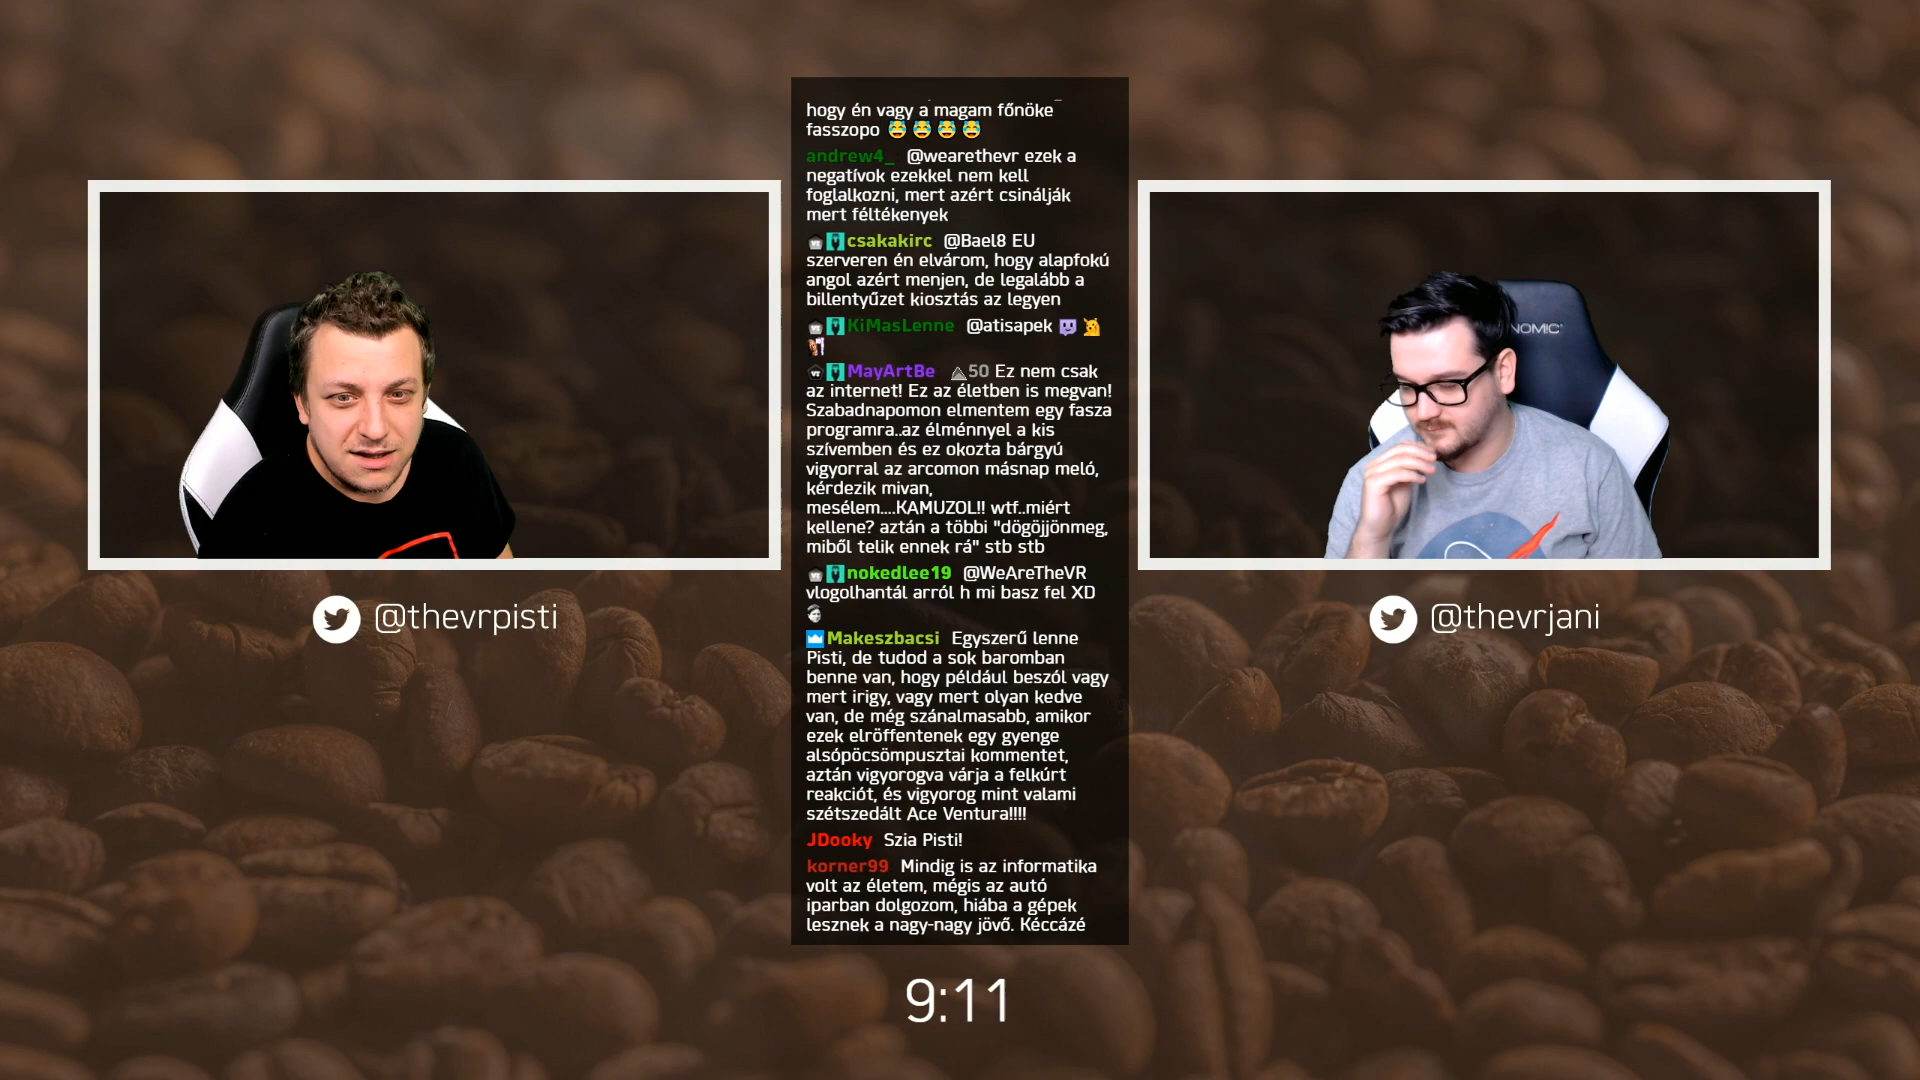 hogy én vagy a magam főnöke
fasszopo
andrew4_ @wearethevr ezek a
negatívok ezekkel nem kell
foglalkozni, mert azért csinálják
mert féltékenyek
csakakirc @Bael8 EU
szerveren én elvárom, hogy alapfokú
angol azért menjen, de legalább a
billentyűzet kiosztás az legyen
KiMasLenne @atisapek
MayArtBe 50 Ez nem csak
az internet! Ez az életben is megvan!
Szabadnapomon elmentem egy fasza
programra..az élménnyel a kis
szívemben és ez okozta bárgyú
vigyorral az arcomon másnap meló,
kérdezik mivan,
mesélem....KAMUZOL!! wtf..miért
kellene? aztán a többi "dögöjjönmeg,
miből telik ennek rá" stb stb
nokedlee19 @WeAreTheVR
vlogolhantál arról h mi basz fel XD
Makeszbacsi Egyszerű lenne
Pisti, de tudod a sok baromban
benne van, hogy például beszól vagy
mert irigy, vagy mert olyan kedve
van, de még szánalmasabb, amikor
ezek elröffentenek egy gyenge
alsópöcsömpusztai kommentet,
aztán vigyorogva várja a felkúrt
reakciót, és vigyorog mint valami
szétszedált Ace Ventura!!!!
JDooky Szia Pisti!
korner99 Mindig is az informatika
volt az életem, mégis az autó
iparban dolgozom, hiába a gépek
lesznek a nagy-nagy jövő. Kéccázé
@thevrpisti
@thevrjani
NOMIC
9:11